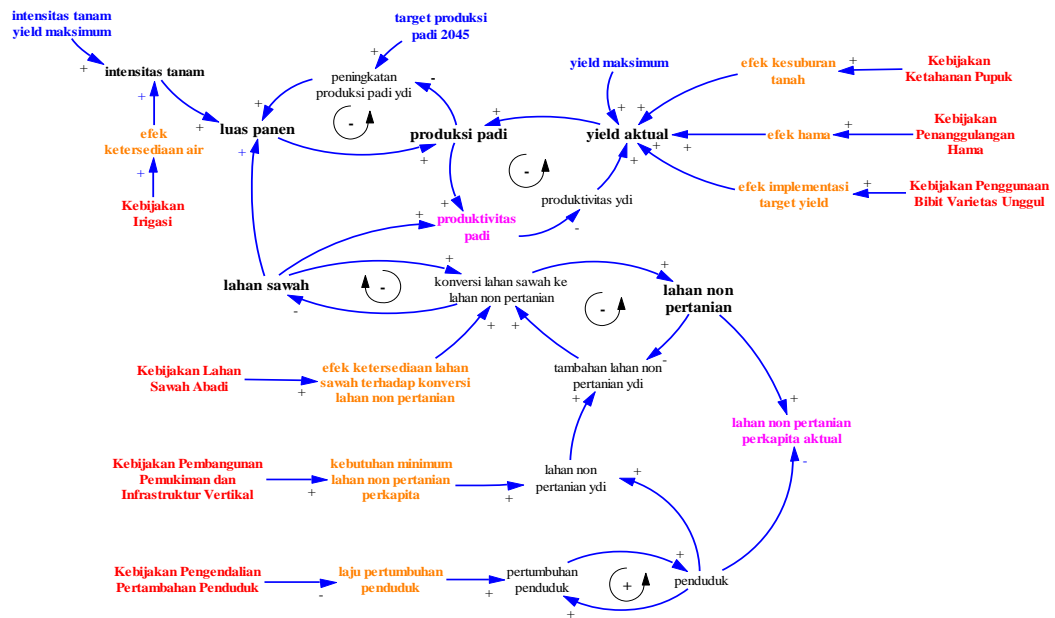 intensitas tanam
yield maksimum
target produksi
padi 2045
intensitas tanam
peningkatan
produksi padi ydi
yield maksimum
efek kesuburan
tanah
Kebijakan
Ketahanan Pupuk
efek
ketersediaan air
luas panen
produksi padi
yield aktual
efek hama
Kebijakan
Penanggulangan
Hama
Kebijakan
Irigasi
produktivitas
padi
produktivitas ydi
efek implementasi
target yield
Kebijakan Penggunaan
Bibit Varietas Unggul
lahan sawah
konversi lahan sawah ke
lahan non pertanian
lahan non
pertanian
Kebijakan Lahan
Sawah Abadi
efek ketersediaan lahan
sawah terhadap konversi
lahan non pertanian
tambahan lahan non
pertanian ydi
lahan non pertanian
perkapita aktual
Kebijakan Pembangunan
Pemukiman dan
Infrastruktur Vertikal
kebutuhan minimum
lahan non pertanian
perkapita
lahan non
pertanian ydi
Kebijakan Pengendalian
Pertambahan Penduduk
laju pertumbuhan
penduduk
pertumbuhan
penduduk
penduduk